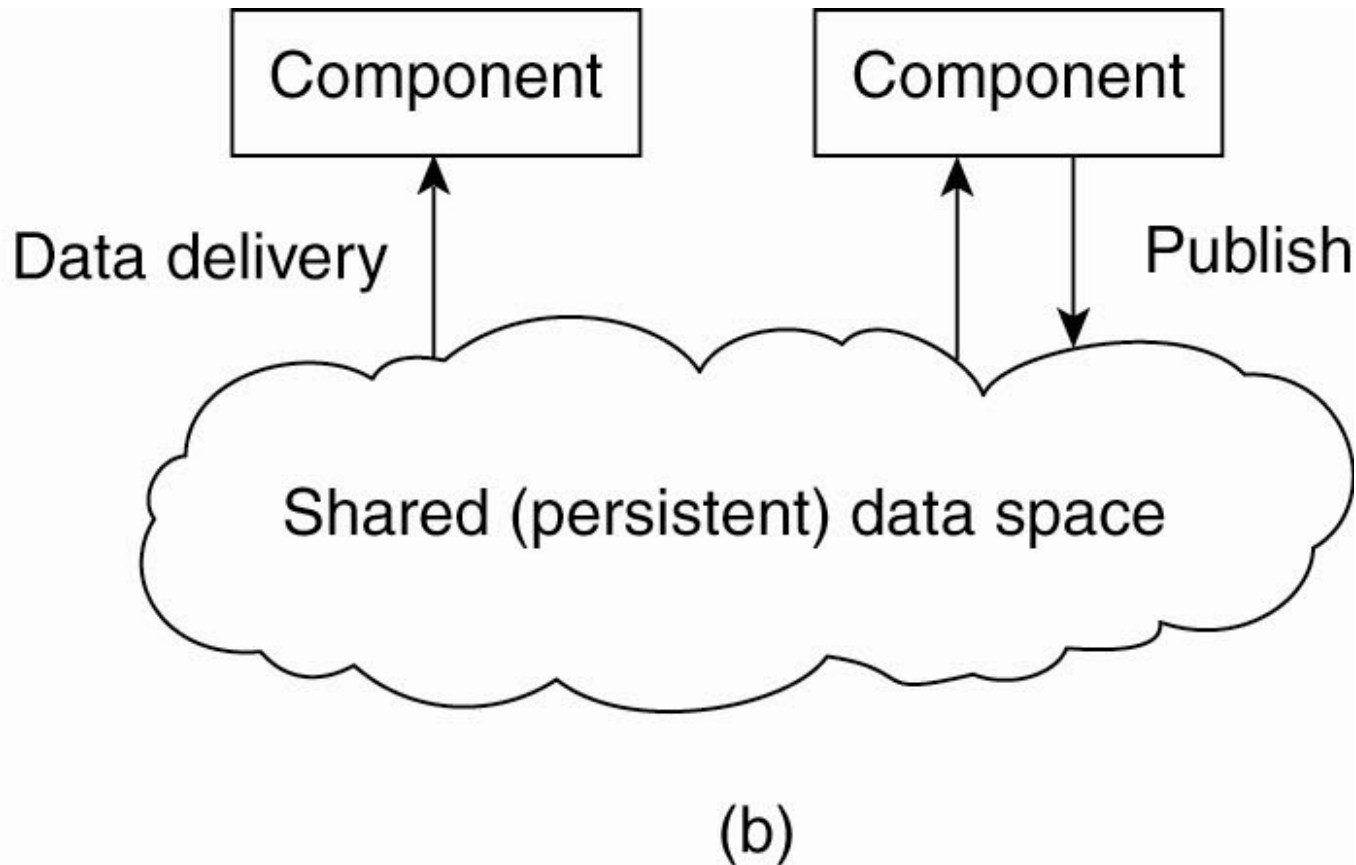 Component
Component
Data delivery
Publish
Shared (persistent) data space
(b)